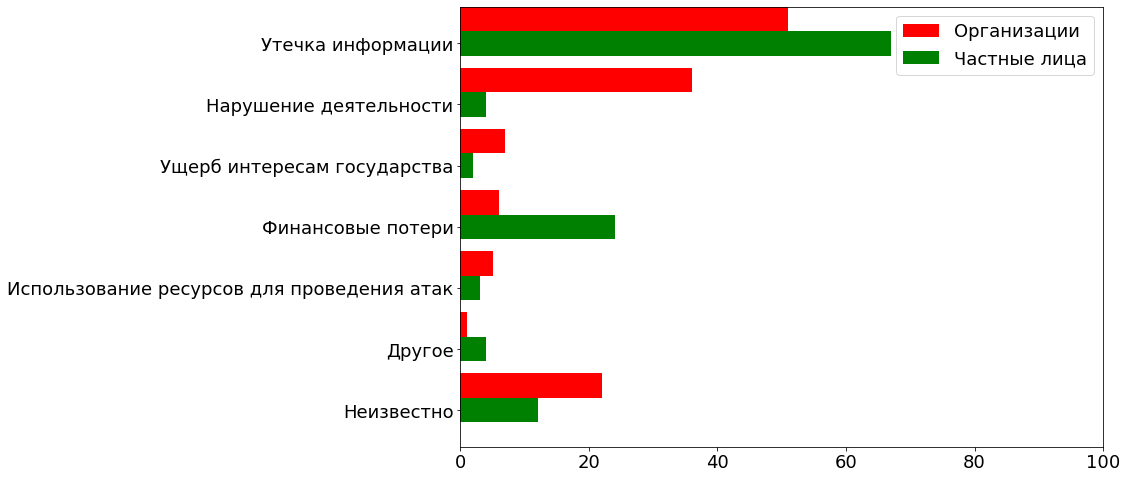 Организации
Частные лица
Утечка информации
Нарушение деятельности
Ущерб интересам государства
Финансовые потери
Использование ресурсов для проведения атак
Другое
Неизвестно
0 20 40 60 80 100